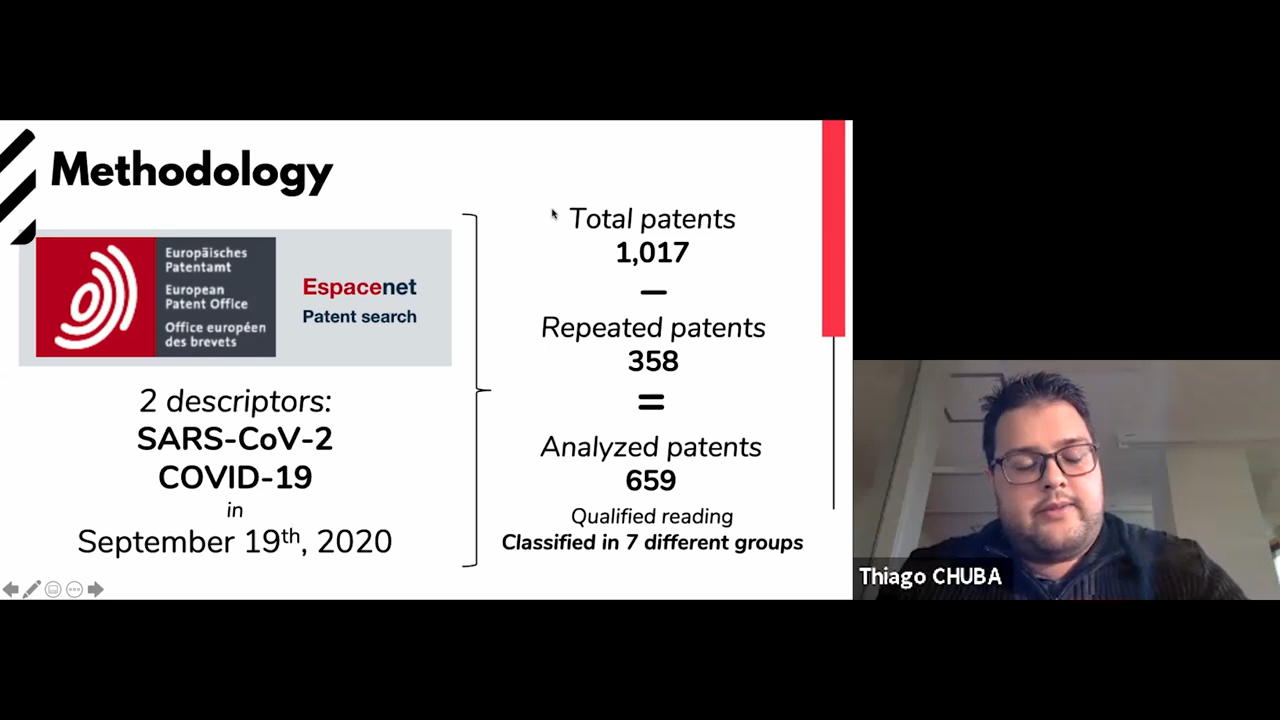 Methodology
Europäisches
Patentamt
European
Patent Office
Office européen
des brevets
Espacenet
Patent search
2 descriptors:
SARS-CoV-2
COVID-19
in
September 19th, 2020
Total patents
1,017
–
Repeated patents
358
=
Analyzed patents
659
Qualified reading
Classified in 7 different groups
Thiago CHUBA